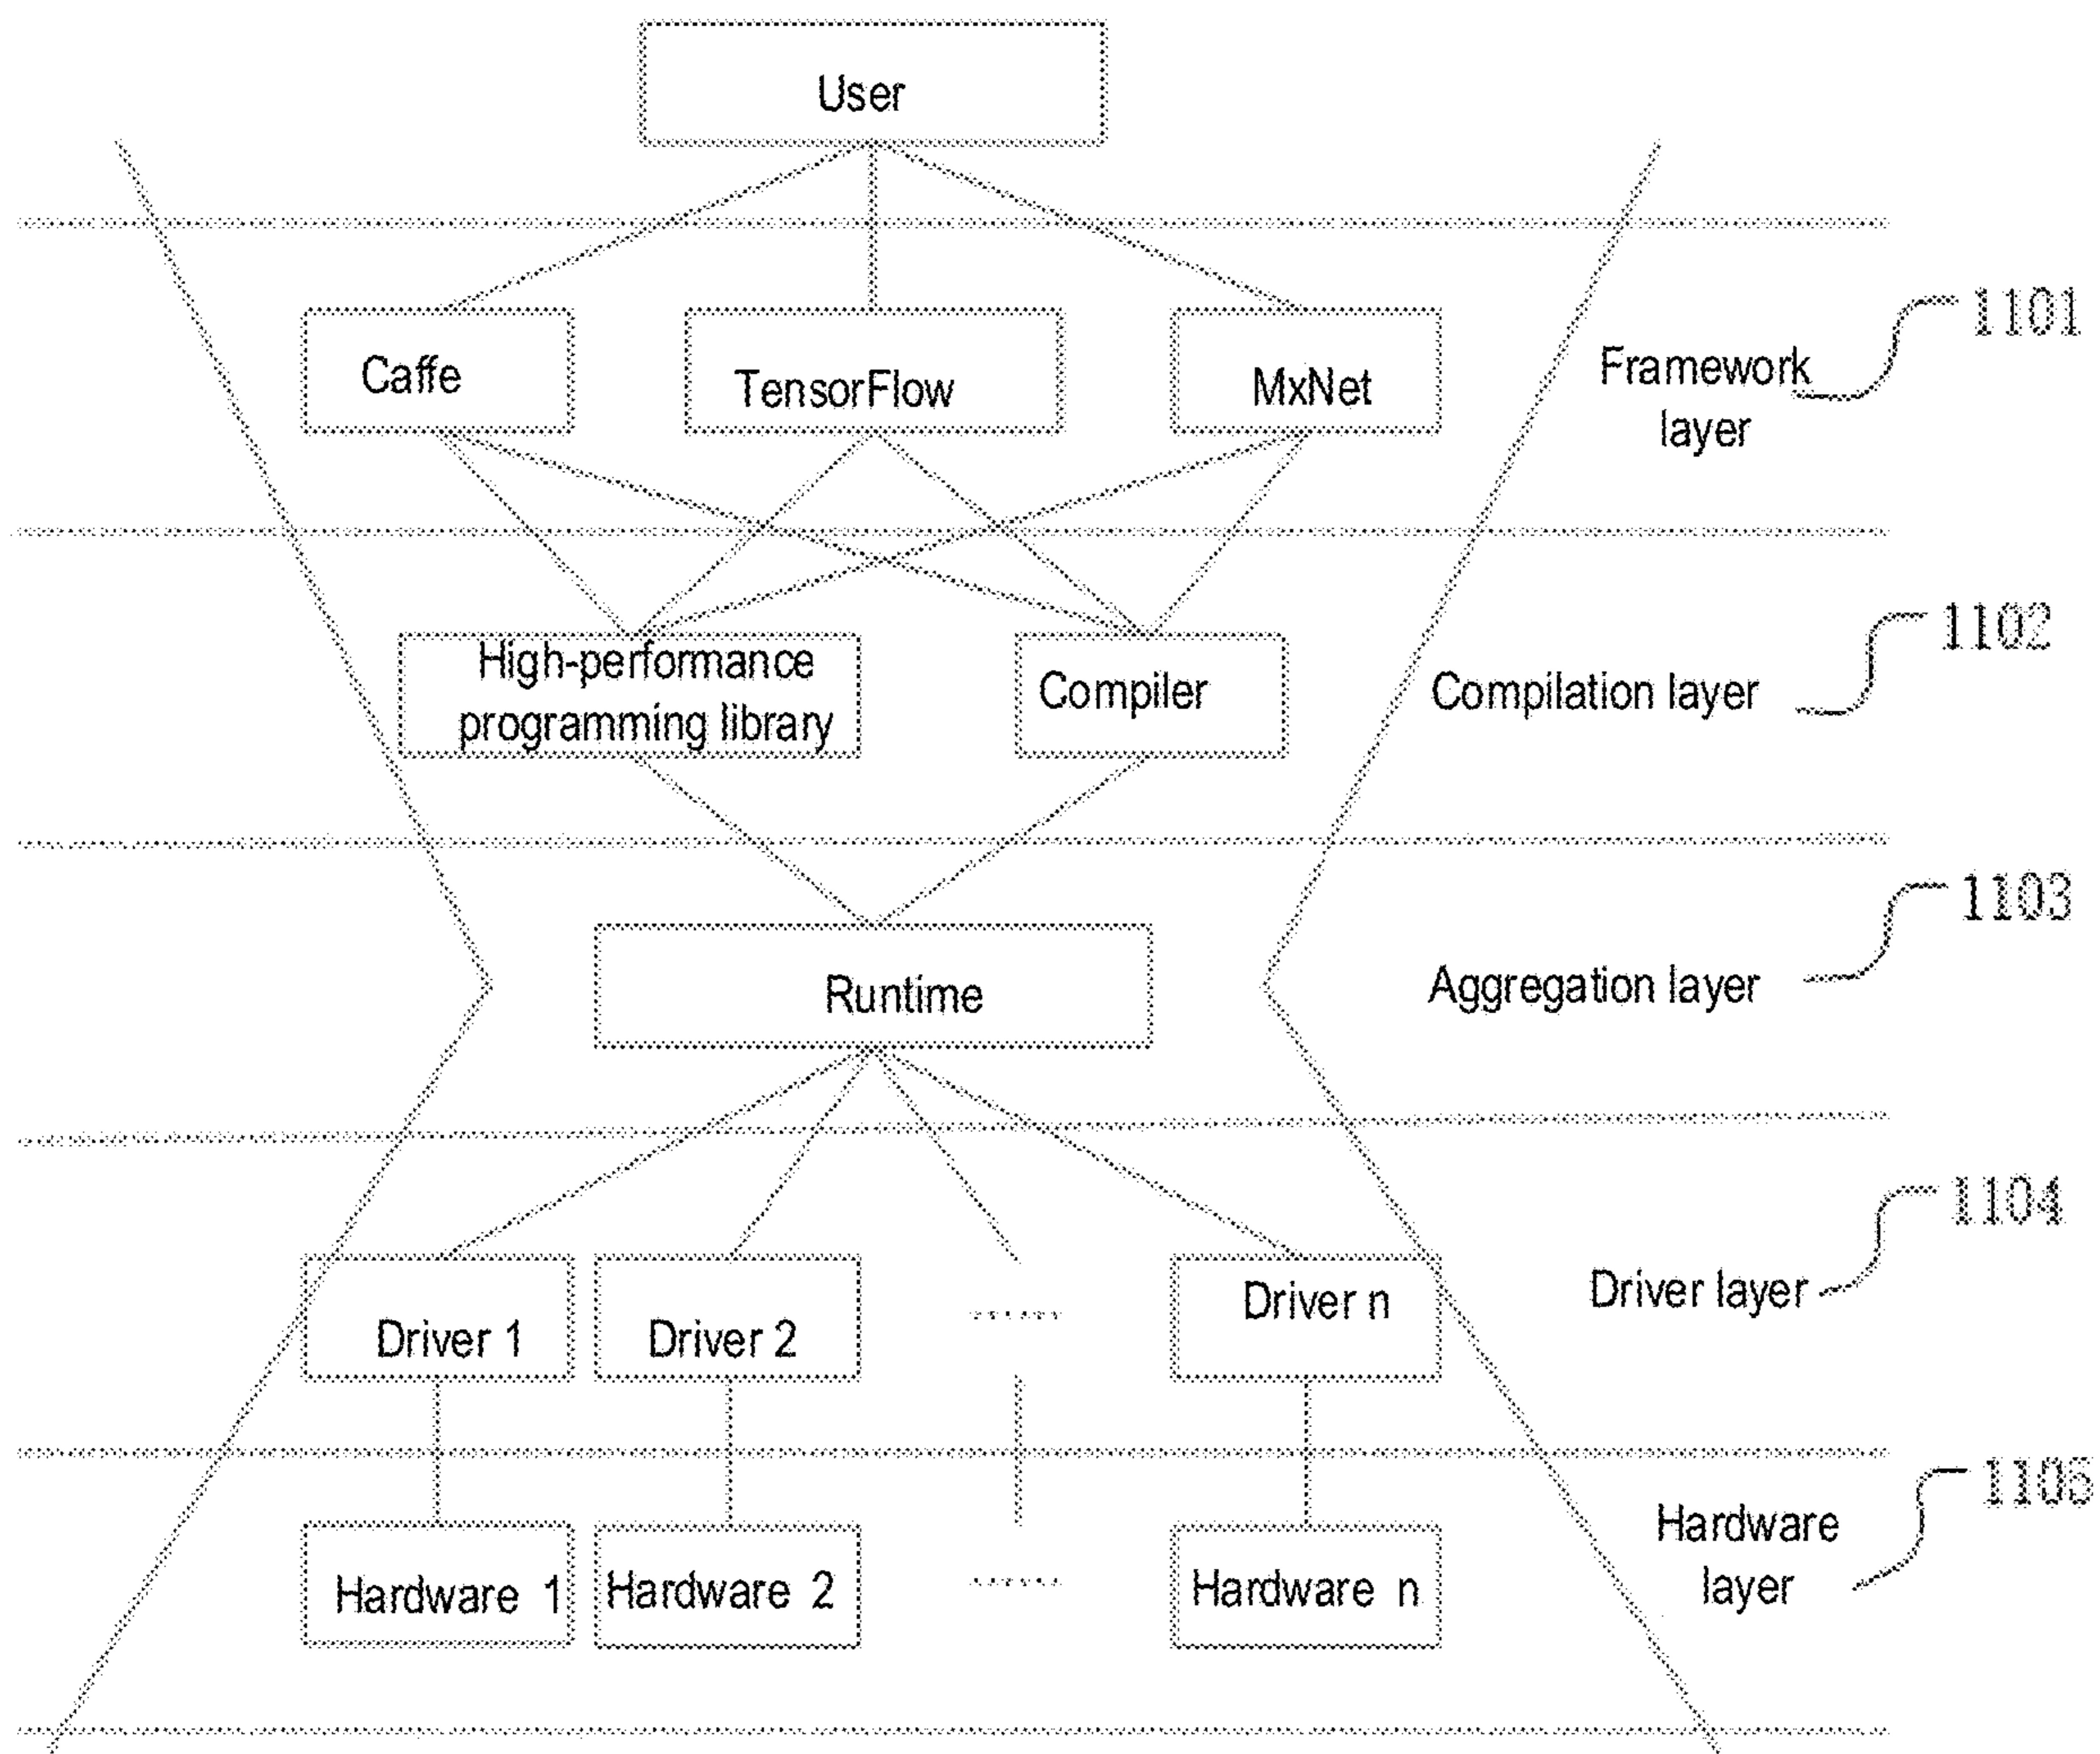 User
1101
Caffe
TensorFlow
MxNet
Framework
layer
1102
High-performance
programming library
Compiler
Compilation layer
1103
Runtime
Aggregation layer
1104
Driver 1
Driver 2
Driver n
Driver layer
1105
Hardware 1
Hardware 2
Hardware n
Hardware
layer